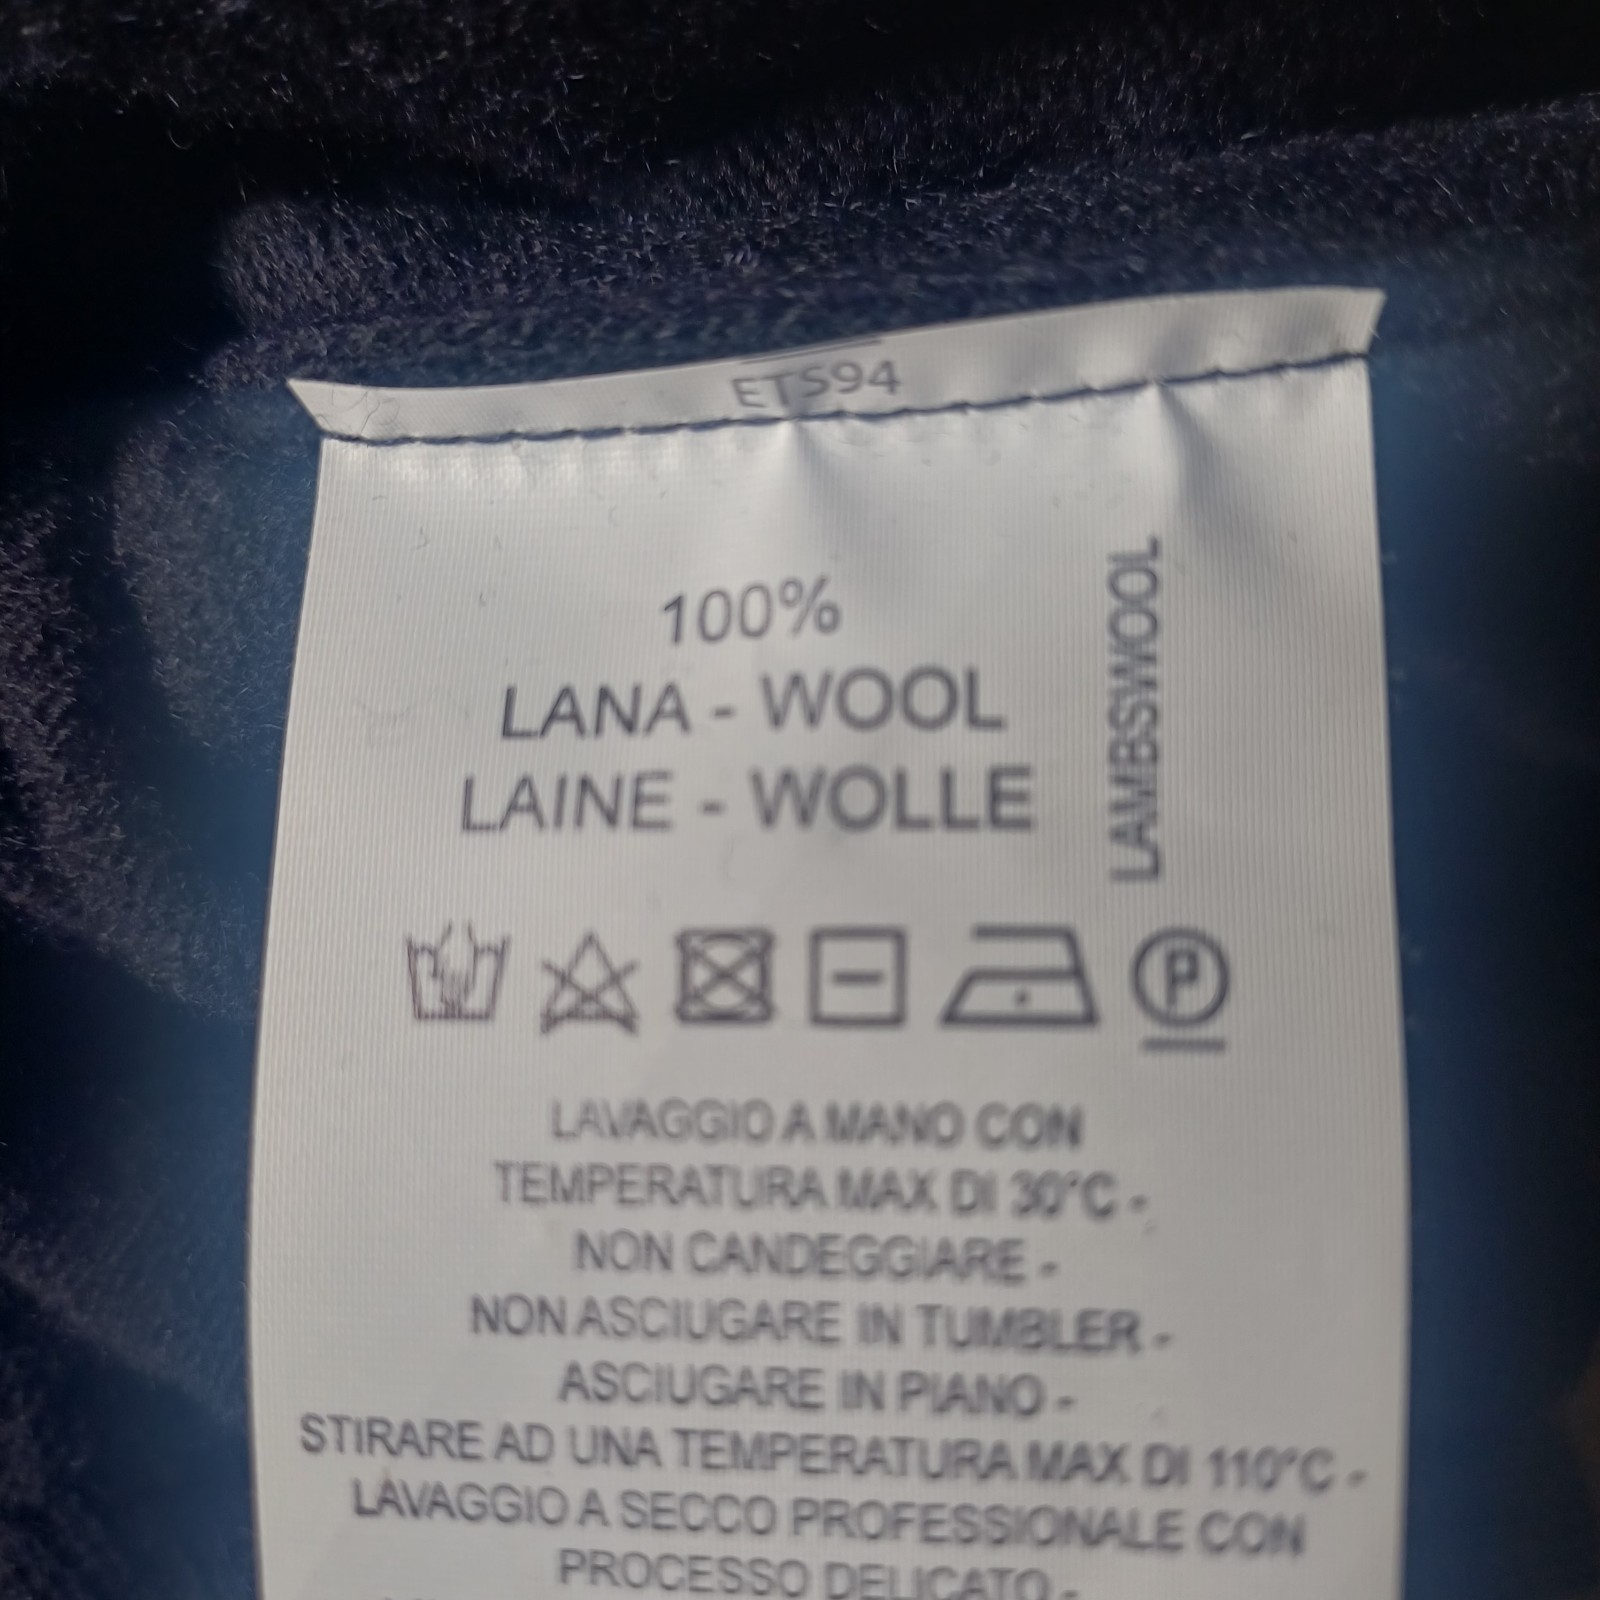 ETS94
100%
LANA - WOOL
LAINE - WOLLE
LAMBSWOOL
P
LAVAGGIO A MANO CON
TEMPERATURA MAX DI 30°C -
NON CANDEGGIARE -
NON ASCIUGARE IN TUMBLER -
ASCIUGARE IN PIANO -
STIRARE AD UNA TEMPERATURA MAX DI 110°C -
LAVAGGIO A SECCO PROFESSIONALE CON
PROCESSO DELICATO -